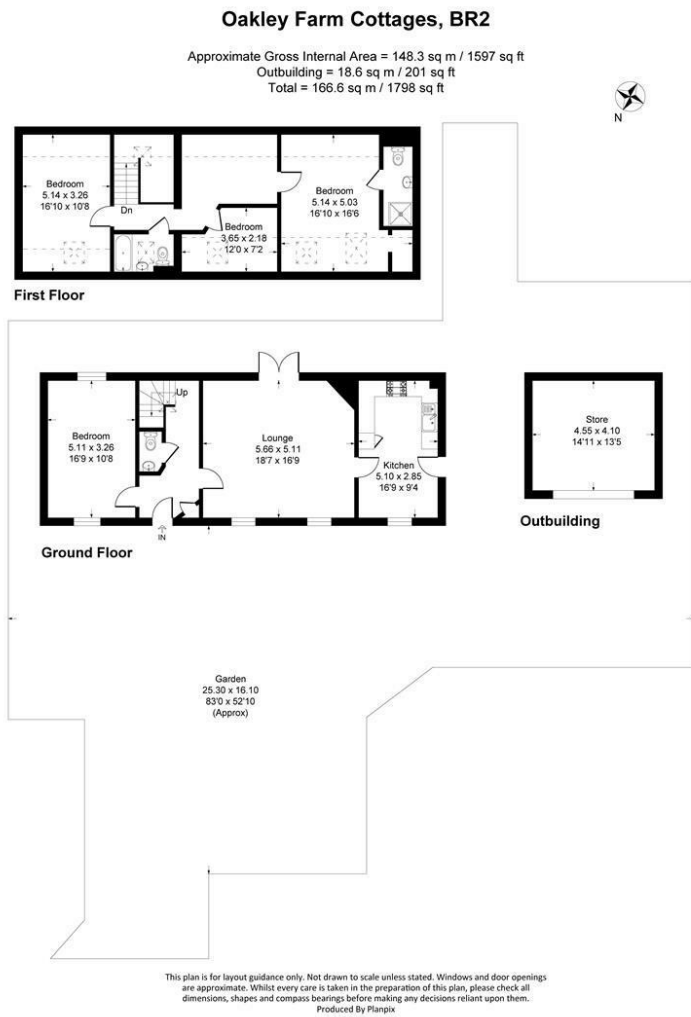 Oakley Farm Cottages, BR2
Approximate Gross Internal Area = 148.3 sq m / 1597 sq ft
Outbuilding = 18.6 sq m / 201 sq ft
Total = 166.6 sq m / 1798 sq ft
N
Bedroom
5.14 x 3.26
16'10 x 10'8
Dn
Bedroom
3.65 x 2.18
12'0 x 7'2
Bedroom
5.14 x 5.03
16'10 x 16'6
First Floor
Bedroom
5.11 x 3.26
16'9 x 10'8
Up
Lounge
5.66 x 5.11
18'7 x 16'9
Kitchen
5.10 x 2.85
16'9 x 9'4
IN
Ground Floor
Store
4.55 x 4.10
14'11 x 13'5
Outbuilding
Garden
25.30 x 16.10
83'0 x 52'10
(Approx)
This plan is for layout guidance only. Not drawn to scale unless stated. Windows and door openings
are approximate. Whilst every care is taken in the preparation of this plan, please check all
dimensions, shapes and compass bearings before making any decisions reliant upon them.
Produced By Planpix